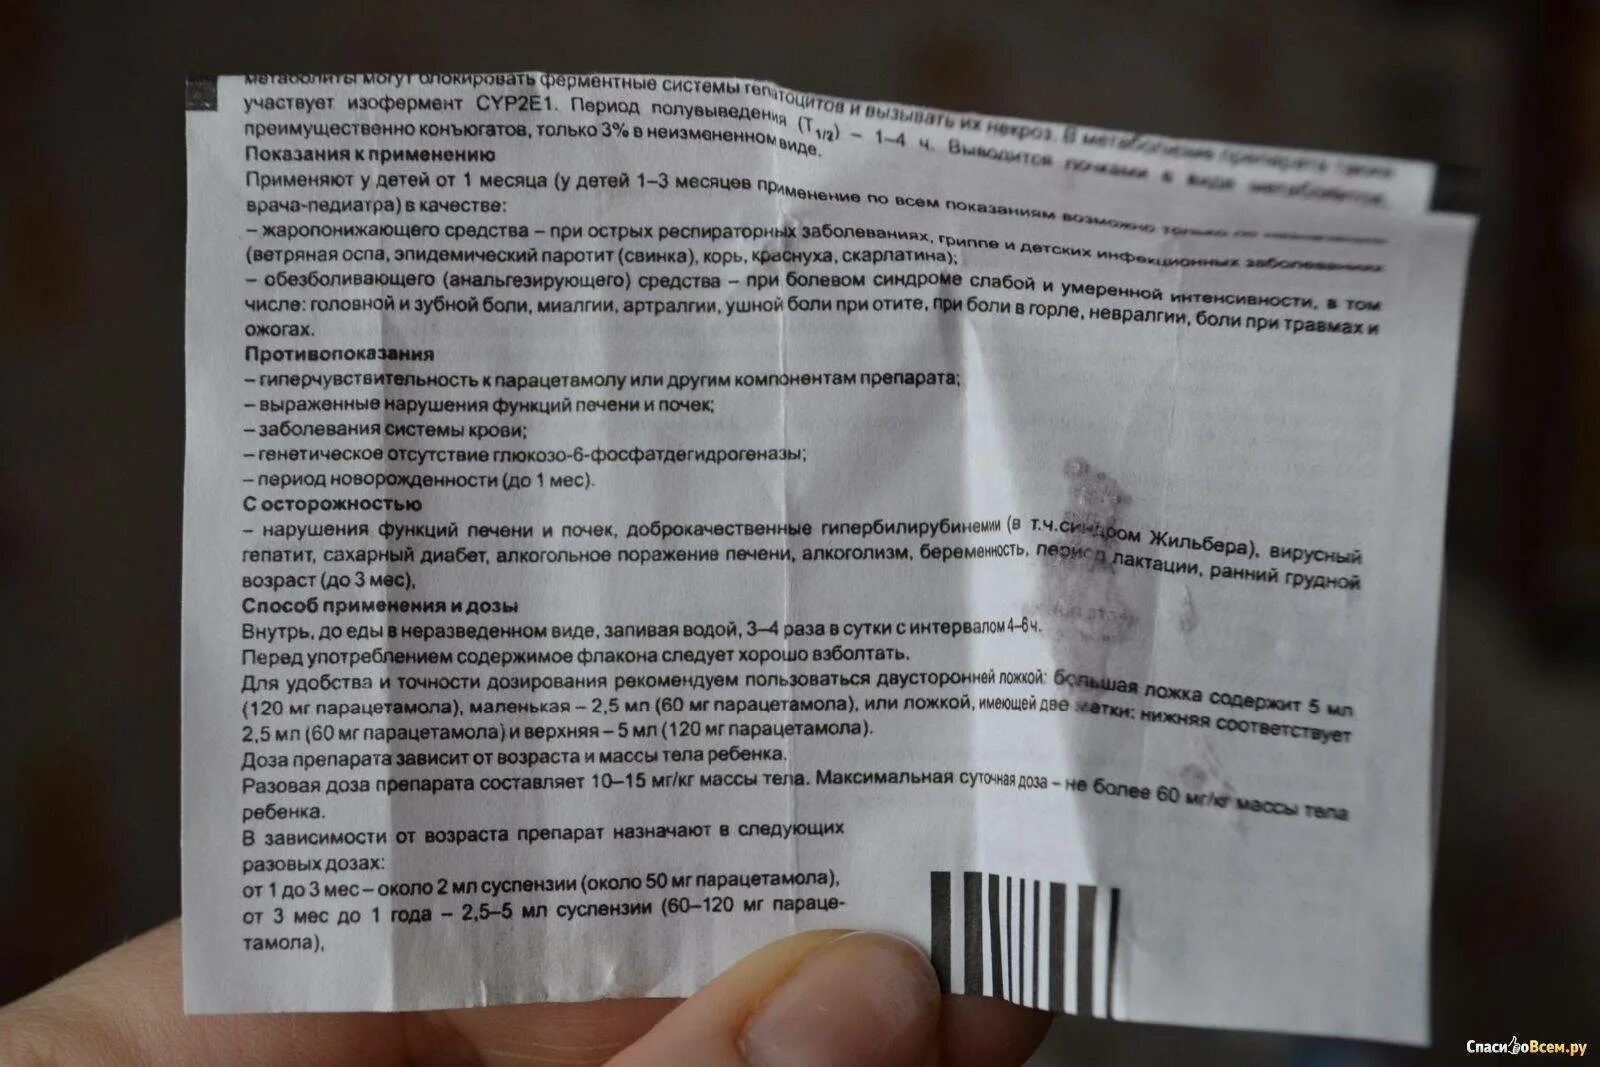 метаболиты могут блокировать ферментные системы гепатоцитов и вызывать их некроз. В метаболизме препарата также
участвует изофермент CYP2E1. Период полувыведения (T1/2) – 1–4 ч. Выводится почками в виде метаболитов,
преимущественно конъюгатов, только 3% в неизмененном виде.
Показания к применению
Применяют у детей от 1 месяца (у детей 1–3 месяцев применение по всем показаниям возможно только по
врача-педиатра) в качестве:
– жаропонижающего средства – при острых респираторных заболеваниях, гриппе и детских инфекционных заболеваниях
(ветряная оспа, эпидемический паротит (свинка), корь, краснуха, скарлатина);
– обезболивающего (анальгезирующего) средства – при болевом синдроме слабой и умеренной интенсивности, в том
числе: головной и зубной боли, миалгии, артралгии, ушной боли при отите, при боли в горле, невралгии, боли при травмах и
ожогах.
Противопоказания
– гиперчувствительность к парацетамолу или другим компонентам препарата;
– выраженные нарушения функций печени и почек;
– заболевания системы крови;
– генетическое отсутствие глюкозо-6-фосфатдегидрогеназы;
– период новорожденности (до 1 мес).
С осторожностью
– нарушения функций печени и почек, доброкачественные гипербилирубинемии (в т.ч.синдром Жильбера), вирусный
гепатит, сахарный диабет, алкогольное поражение печени, алкоголизм, беременность, период лактации, ранний грудной
возраст (до 3 мес),
Способ применения и дозы
Внутрь, до еды в неразведенном виде, запивая водой, 3–4 раза в сутки с интервалом 4–6 ч.
Перед употреблением содержимое флакона следует хорошо взболтать.
Для удобства и точности дозирования рекомендуем пользоваться двусторонней ложкой: большая ложка содержит 5 мл
(120 мг парацетамола), маленькая – 2,5 мл (60 мг парацетамола), или ложкой, имеющей две метки: нижняя соответствует
2,5 мл (60 мг парацетамола) и верхняя – 5 мл (120 мг парацетамола).
Доза препарата зависит от возраста и массы тела ребенка.
Разовая доза препарата составляет 10–15 мг/кг массы тела. Максимальная суточная доза – не более 60 мг/кг массы тела
ребенка.
В зависимости от возраста препарат назначают в следующих
разовых дозах:
от 1 до 3 мес – около 2 мл суспензии (около 50 мг парацетамола),
от 3 мес до 1 года – 2,5–5 мл суспензии (60–120 мг параце-
тамола),
СпасибоВсем.ру